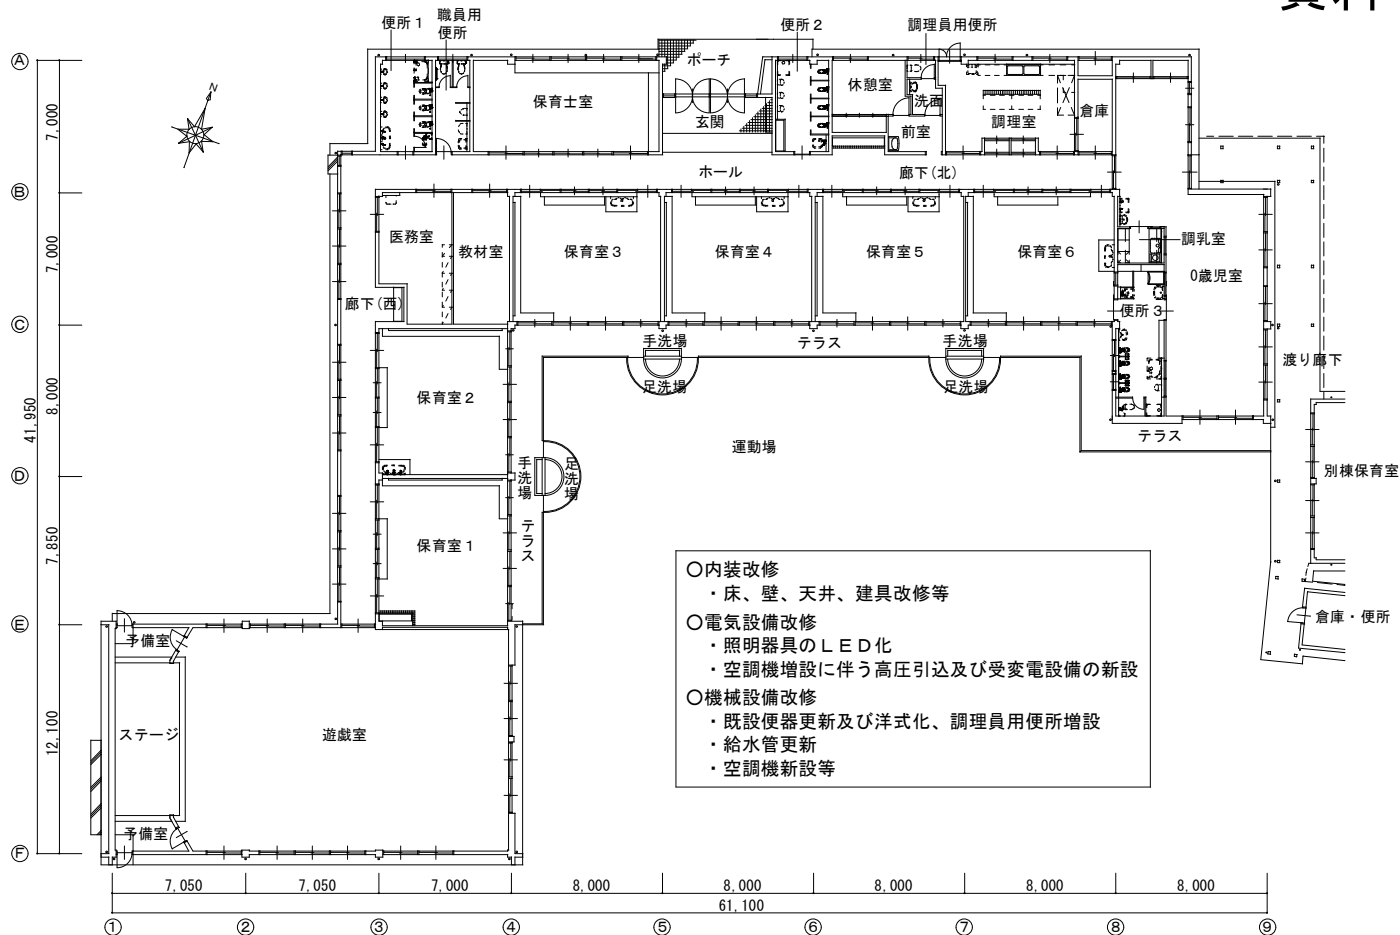 資料
便所１
職員用
便所
便所２
調理員用便所
ポーチ
保育士室
玄関
休憩室
洗面
前室
調理室
倉庫
ホール
廊下(北)
医務室
教材室
保育室３
保育室４
保育室５
保育室６
調乳室
0歳児室
便所３
廊下(西)
手洗場
テラス
手洗場
足洗場
足洗場
渡り廊下
保育室２
運動場
テラス
手洗場
足洗場
別棟保育室
保育室１
テラス
○内装改修
・床、壁、天井、建具改修等
○電気設備改修
・照明器具のＬＥＤ化
・空調機増設に伴う高圧引込及び受変電設備の新設
○機械設備改修
・既設便器更新及び洋式化、調理員用便所増設
・給水管更新
・空調機新設等
倉庫・便所
予備室
ステージ
遊戯室
予備室
N
Ⓐ
Ⓑ
Ⓒ
Ⓓ
Ⓔ
Ⓕ
7,000
7,000
8,000
7,850
12,100
41,950
7,050
7,050
7,000
8,000
8,000
8,000
8,000
8,000
61,100
①
②
③
④
⑤
⑥
⑦
⑧
⑨